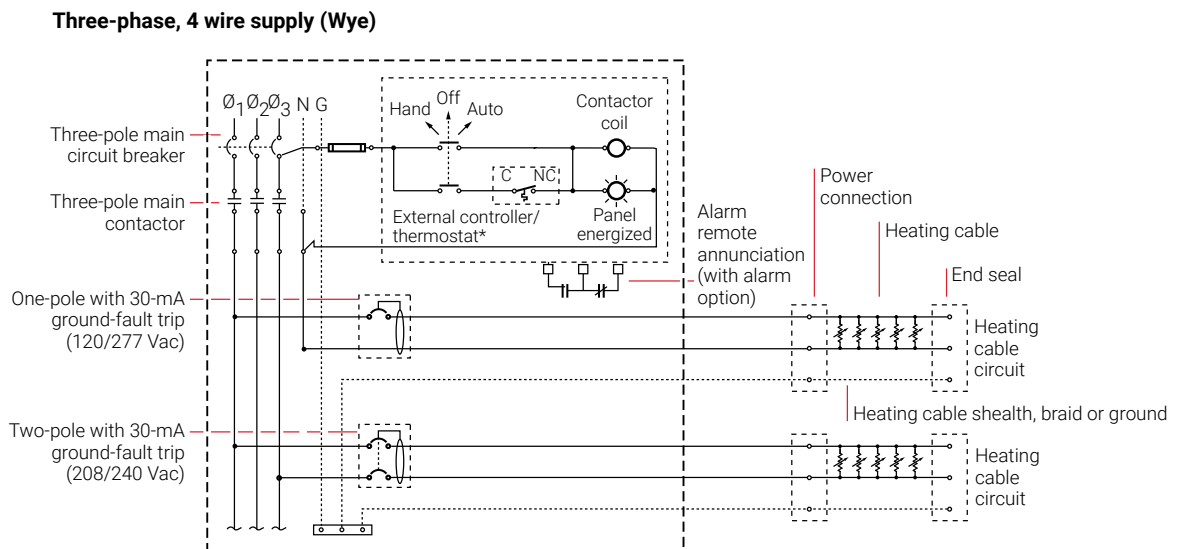 Three-phase, 4 wire supply (Wye)
Ø1 Ø2 Ø3 N G
Hand
Off
Auto
Contactor
coil
Three-pole main
circuit breaker
C NC
Three-pole main
contactor
External controller/
thermostat*
Panel
energized
Alarm
remote
annunciation
(with alarm
option)
Power
connection
Heating cable
End seal
One-pole with 30-mA
ground-fault trip
(120/277 Vac)
Heating
cable
circuit
Heating cable shealth, braid or ground
Two-pole with 30-mA
ground-fault trip
(208/240 Vac)
Heating
cable
circuit